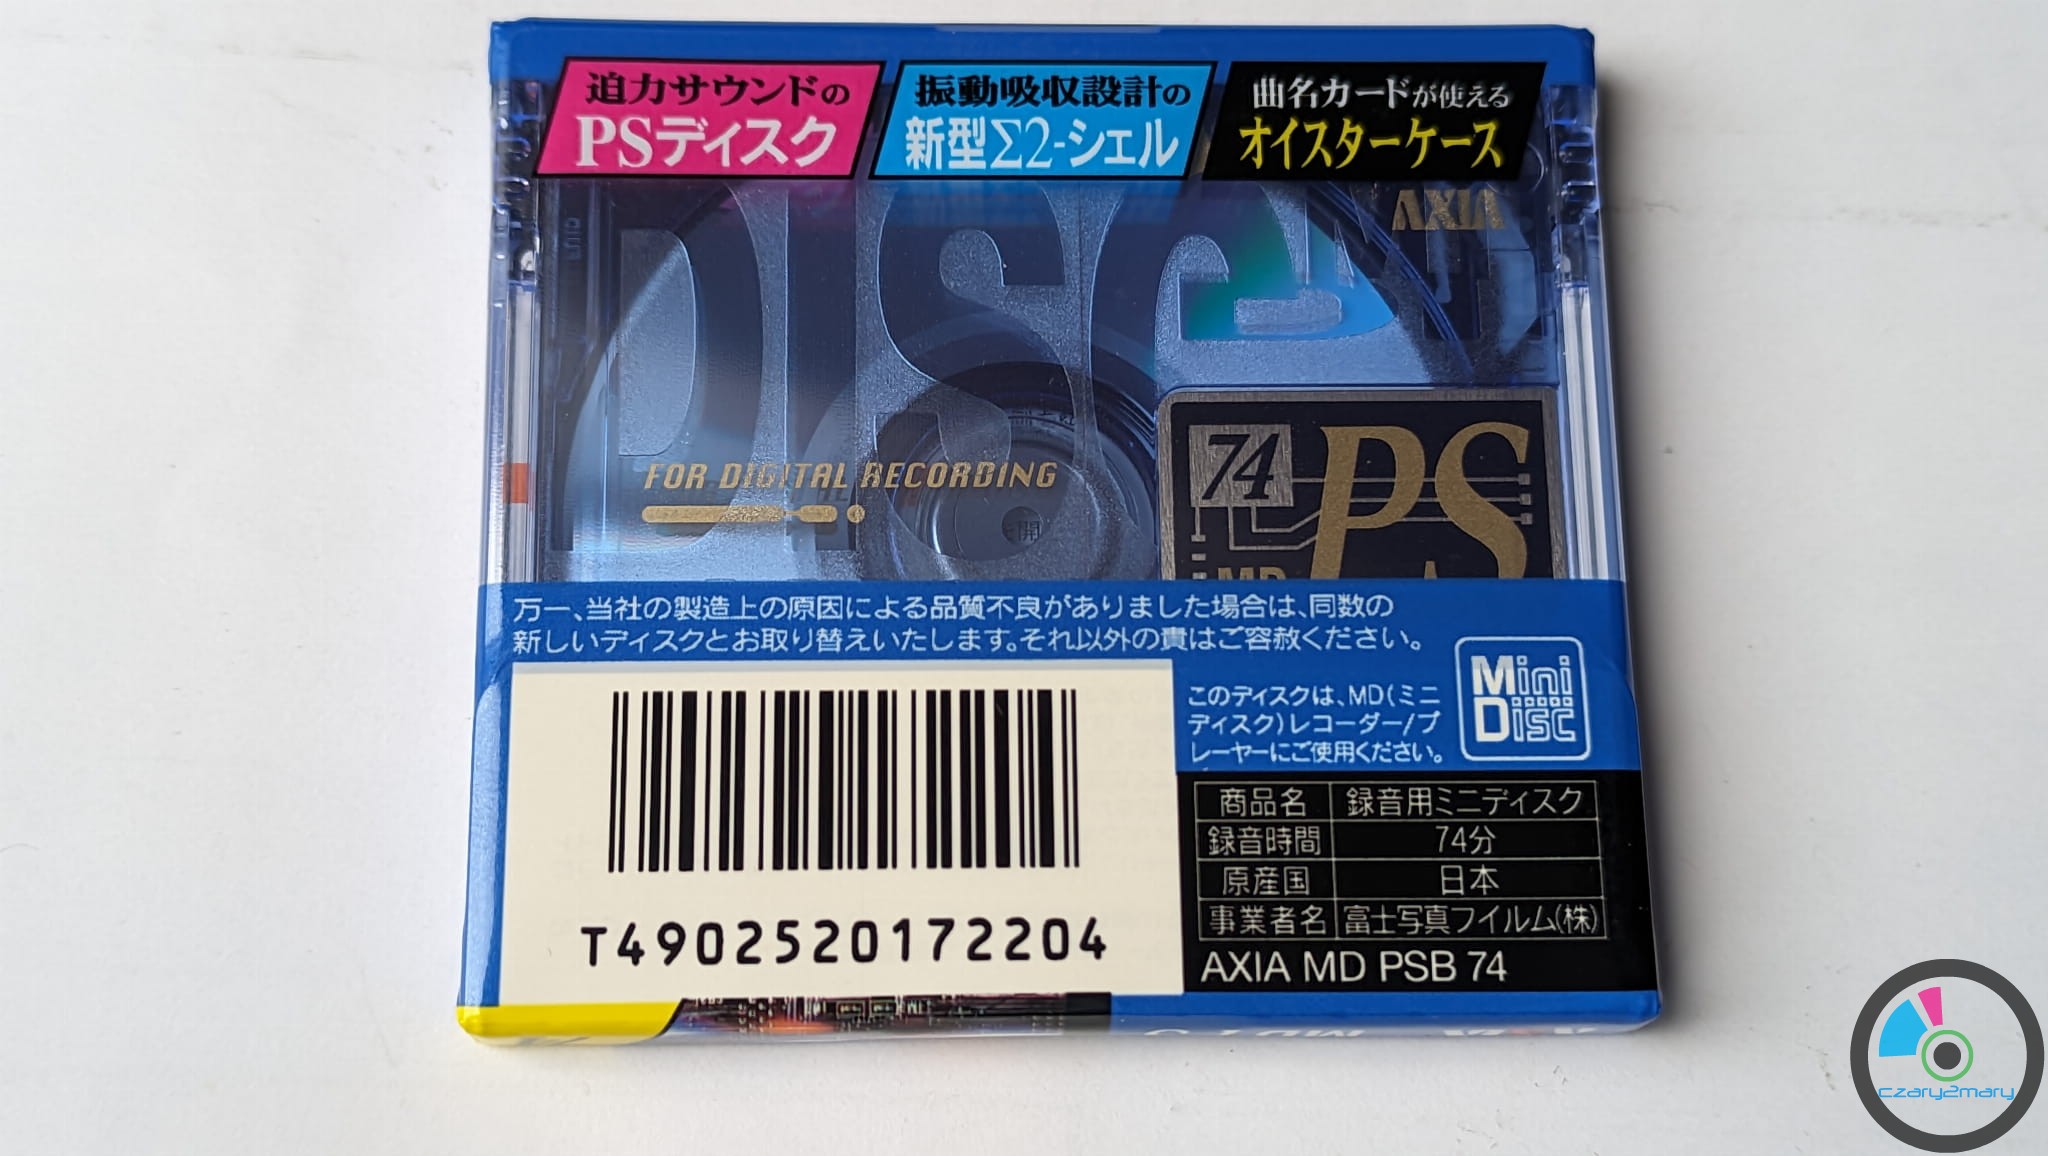 迫力サウンドの
PSディスク
振動吸収設計の
新型Σ2-シェル
曲名カードが使える
オイスターケース
AXIA
DISC
FOR DIGITAL RECORDING
74
PS
MD
開
万一、当社の製造上の原因による品質不良がありました場合は、同数の
新しいディスクとお取り替えいたします。それ以外の責はご容赦ください。
このディスクは、MD(ミニ
ディスク)レコーダー/プ
レーヤーにご使用ください。
Mini
Disc
商品名 録音用ミニディスク
録音時間 74分
原産国 日本
事業者名 富士写真フイルム(株)
AXIA MD PSB 74
T4902520172204
czary2mary